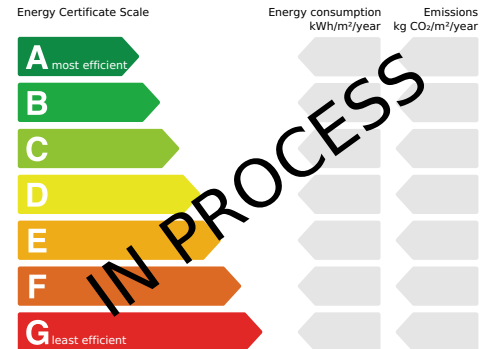 Energy Certificate Scale
Energy consumption
kWh/m²/year
Emissions
kg CO₂/m²/year
A most efficient
B
C
D
E
F
G least efficient
IN PROCESS